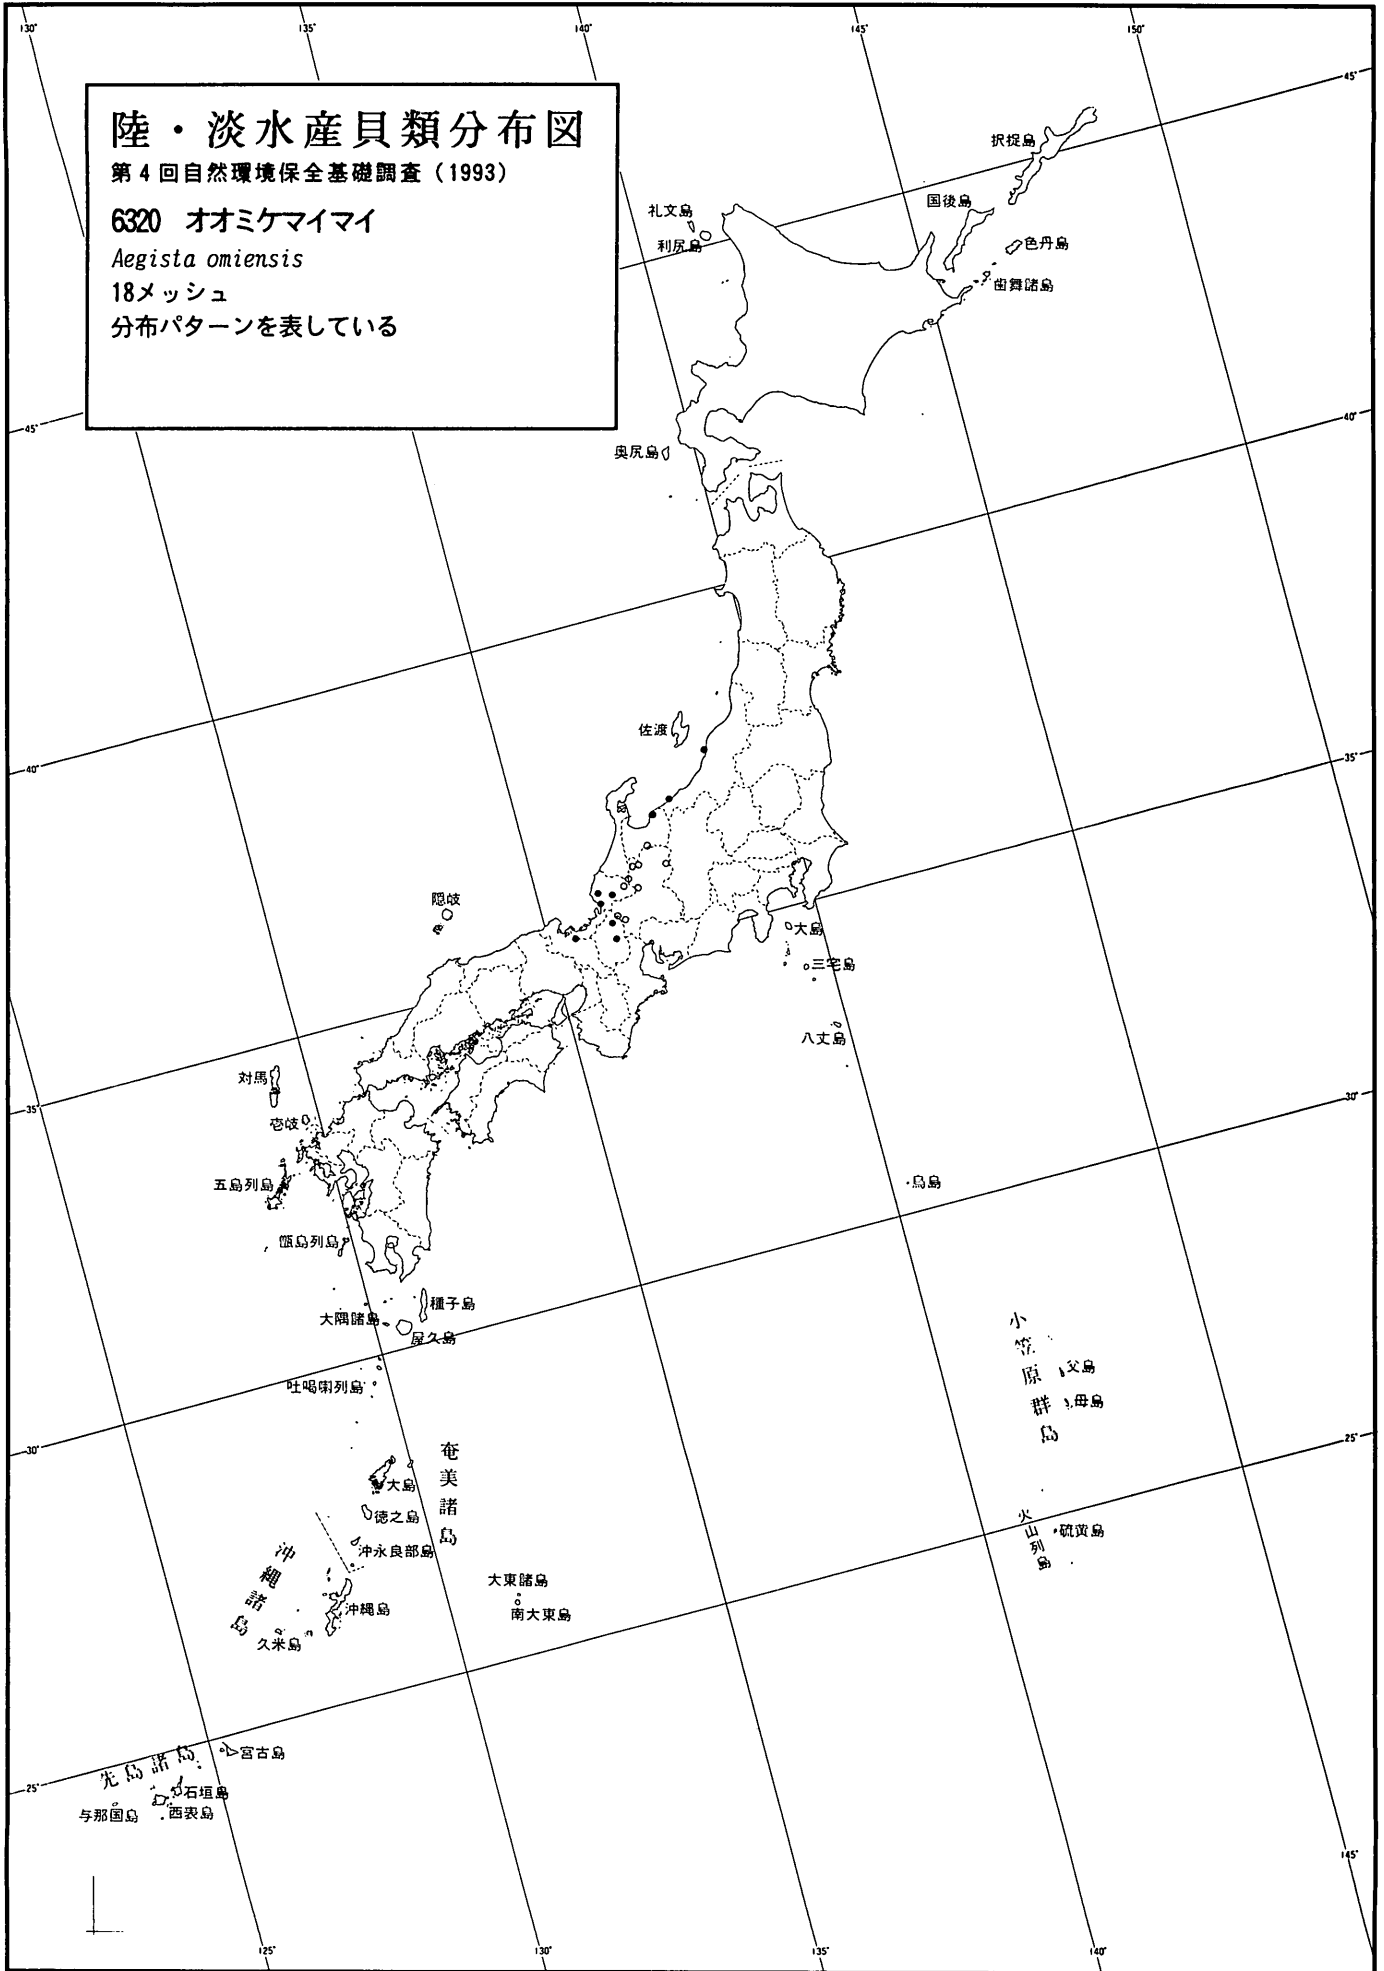 130°
135°
140°
145°
150°
陸・淡水産貝類分布図
第4回自然環境保全基礎調査（1993）
6320 オオミケマイマイ
Aegista omiensis
18メッシュ
分布パターンを表している
45°
択捉島
国後島
色丹島
歯舞諸島
礼文島
利尻島
奥尻島
45°
40°
佐渡
40°
35°
隠岐
大島
三宅島
八丈島
対馬
壱岐
35°
30°
五島列島
甑島列島
鳥島
種子島
大隅諸島
屋久島
吐噶喇列島
小笠原群島
父島
母島
30°
25°
奄美諸島
大島
徳之島
沖永良部島
火山列島
硫黄島
沖縄諸島
沖縄島
久米島
大東諸島
南大東島
先島諸島
宮古島
石垣島
西表島
与那国島
25°
145°
125°
130°
135°
140°